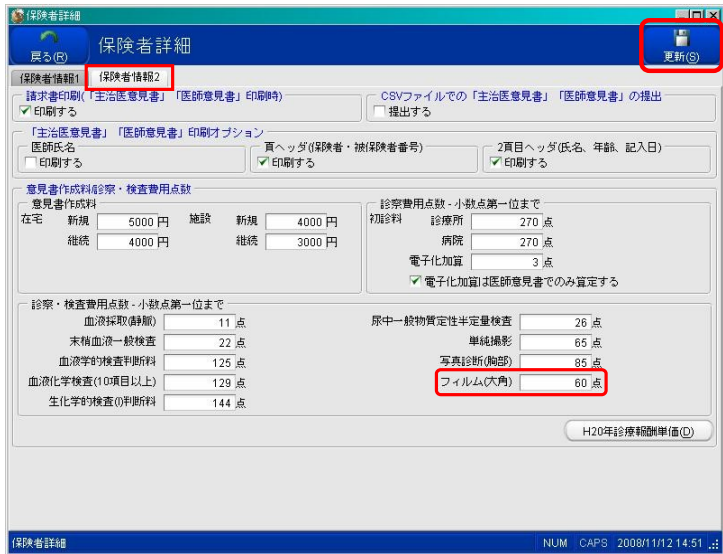 保険者詳細
戻る(R)
保険者詳細
更新(S)
保険者情報1
保険者情報2
請求書印刷(「主治医意見書」「医師意見書」印刷時)
印刷する
CSVファイルでの「主治医意見書」「医師意見書」の提出
提出する
「主治医意見書」「医師意見書」印刷オプション
医師氏名
印刷する
頁ヘッダ(保険者・被保険者番号)
印刷する
2頁目ヘッダ(氏名、年齢、記入日)
印刷する
意見書作成料/診察・検査費用点数
意見書作成料
在宅 新規 5000 円 施設 新規 4000 円
継続 4000 円 継続 3000 円
診察費用点数-小数点第一位まで
初診料 診療所 270 点
病院 270 点
電子化加算 3 点
電子化加算は医師意見書でのみ算定する
診察・検査費用点数-小数点第一位まで
血液採取(静脈) 11 点
末梢血液一般検査 22 点
血液学的検査判断料 125 点
血液化学検査(10項目以上) 129 点
生化学的検査(I)判断料 144 点
尿中一般物質定性半定量検査 26 点
単純撮影 65 点
写真診断(胸部) 85 点
フィルム(大角) 60 点
H20年診療報酬単価(D)
保険者詳細
NUM CAPS 2008/11/12 14:51